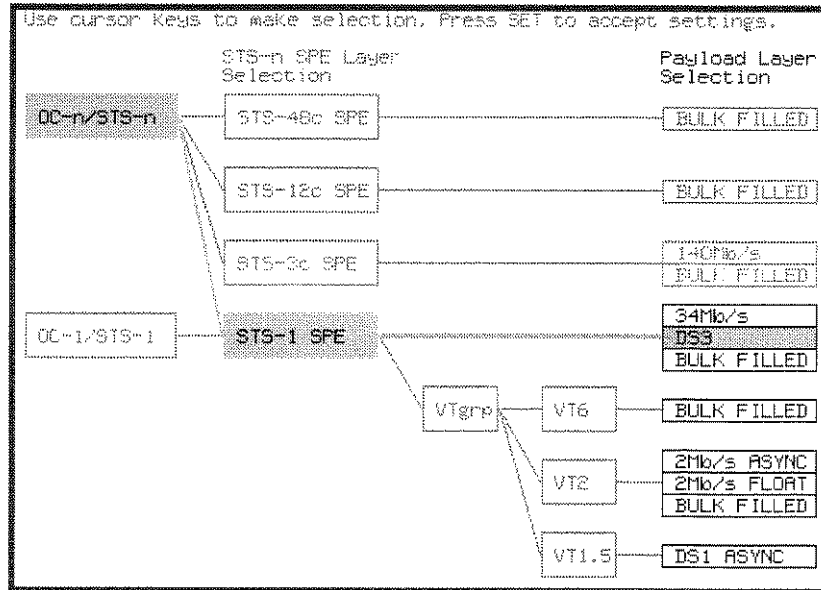 Use cursor Keys to make selection. Press SET to accept settings.
STS-n SPE Layer
Selection
Payload Layer
Selection
OC-n/STS-n
STS-48c SPE
BULK FILLED
STS-12c SPE
BULK FILLED
STS-3c SPE
140Mb/s
BULK FILLED
OC-1/STS-1
STS-1 SPE
34Mb/s
DS3
BULK FILLED
VTgrp
VT6
BULK FILLED
VT2
2Mb/s ASYNC
2Mb/s FLOAT
BULK FILLED
VT1.5
DS1 ASYNC